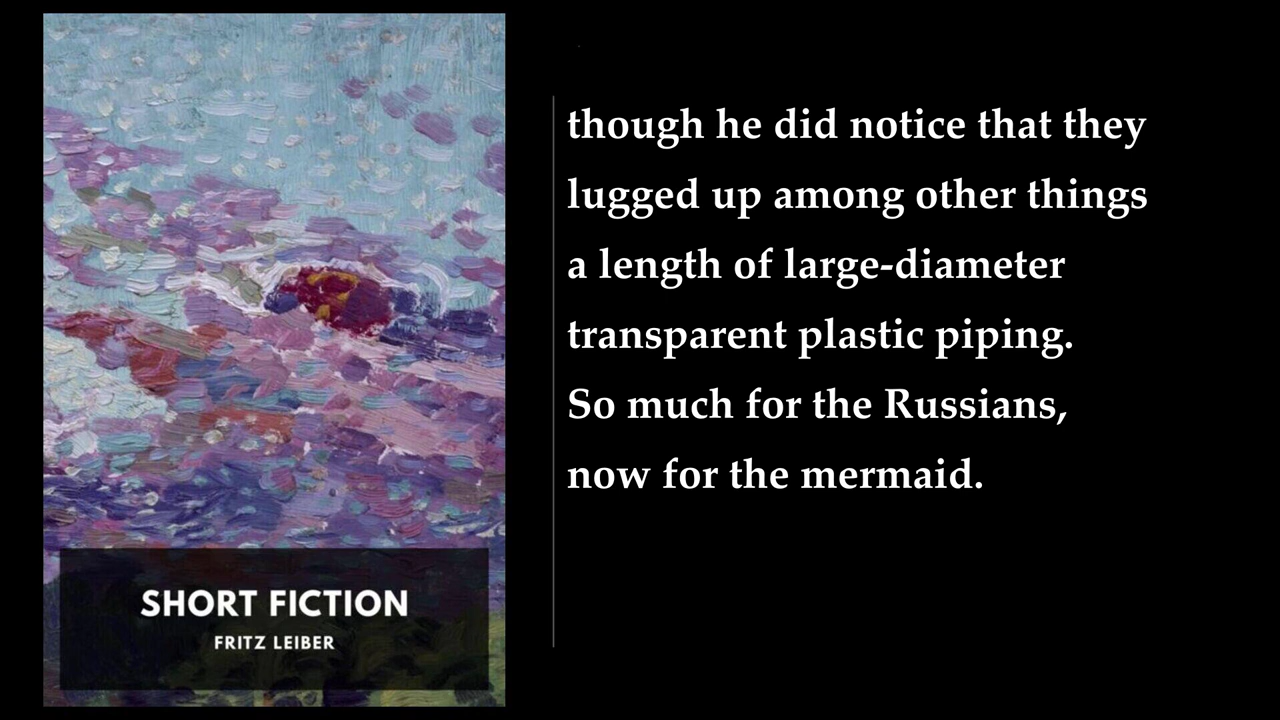 SHORT FICTION
FRITZ LEIBER
though he did notice that they
lugged up among other things
a length of large-diameter
transparent plastic piping.
So much for the Russians,
now for the mermaid.